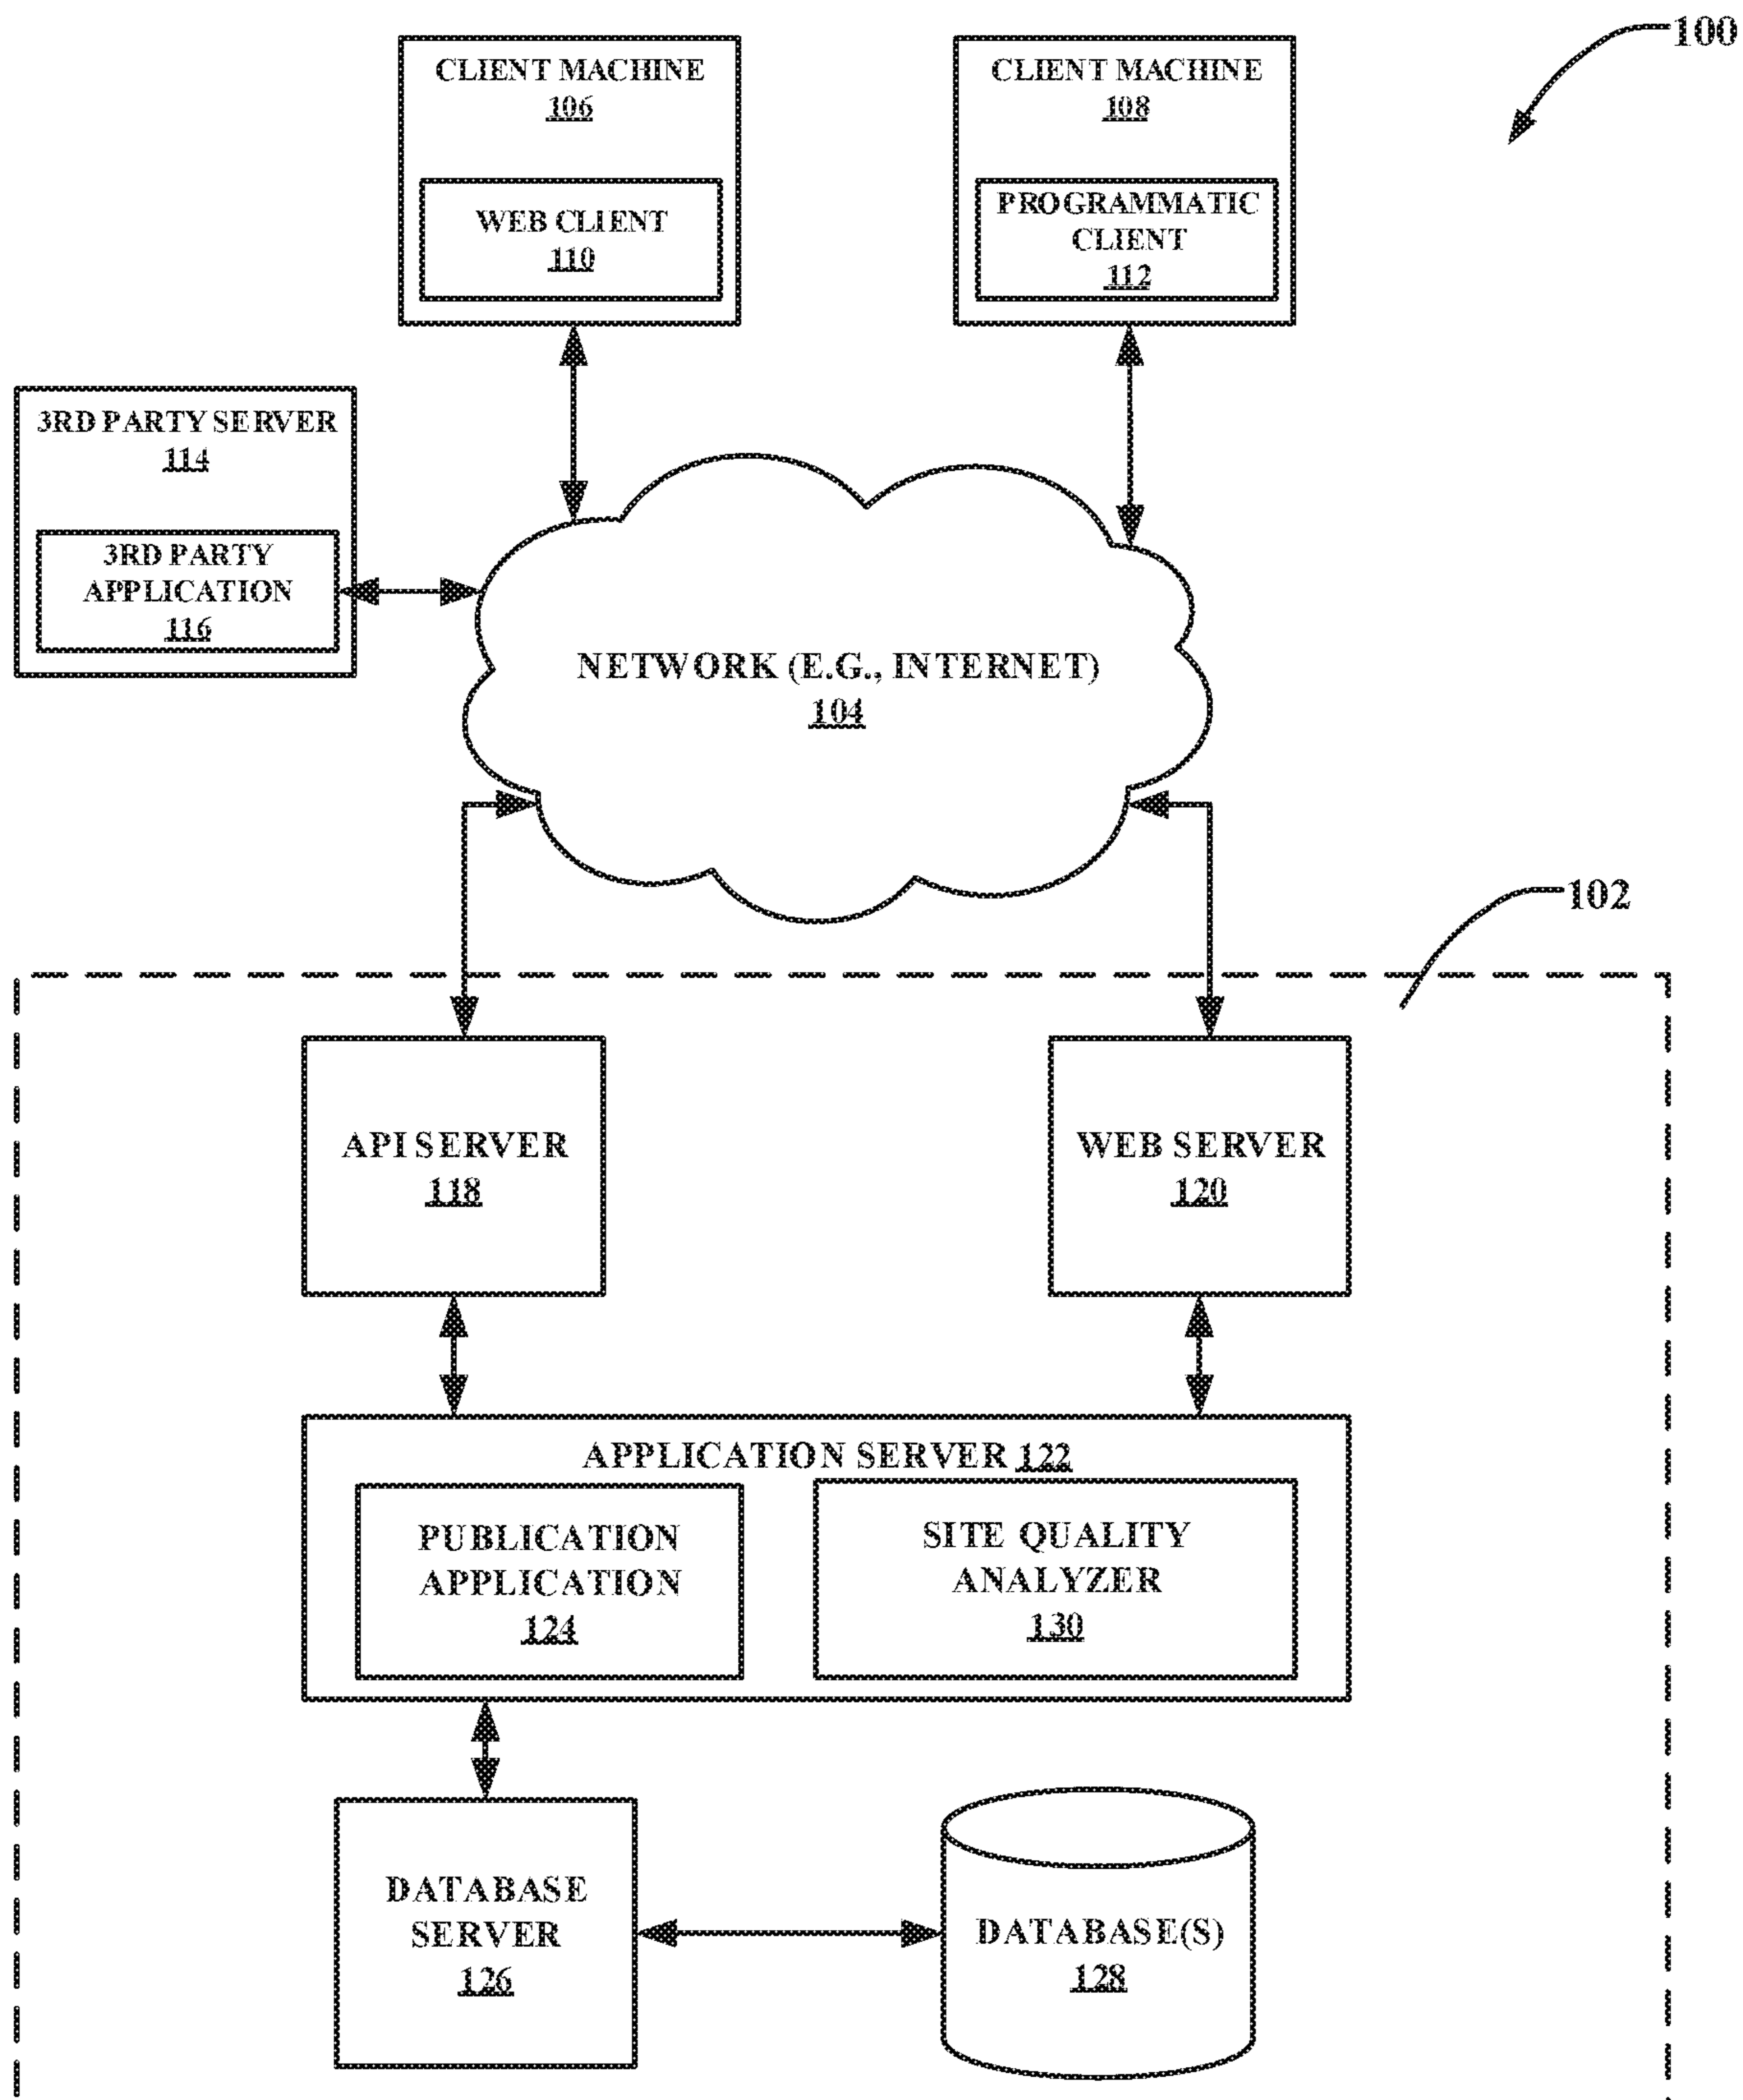 100
CLIENT MACHINE
106
WEB CLIENT
110
CLIENT MACHINE
108
PROGRAMMATIC
CLIENT
112
3RD PARTY SERVER
114
3RD PARTY
APPLICATION
116
NETWORK (E.G., INTERNET)
104
102
API SERVER
118
WEB SERVER
120
APPLICATION SERVER 122
PUBLICATION
APPLICATION
124
SITE QUALITY
ANALYZER
130
DATABASE
SERVER
126
DATABASE(S)
128